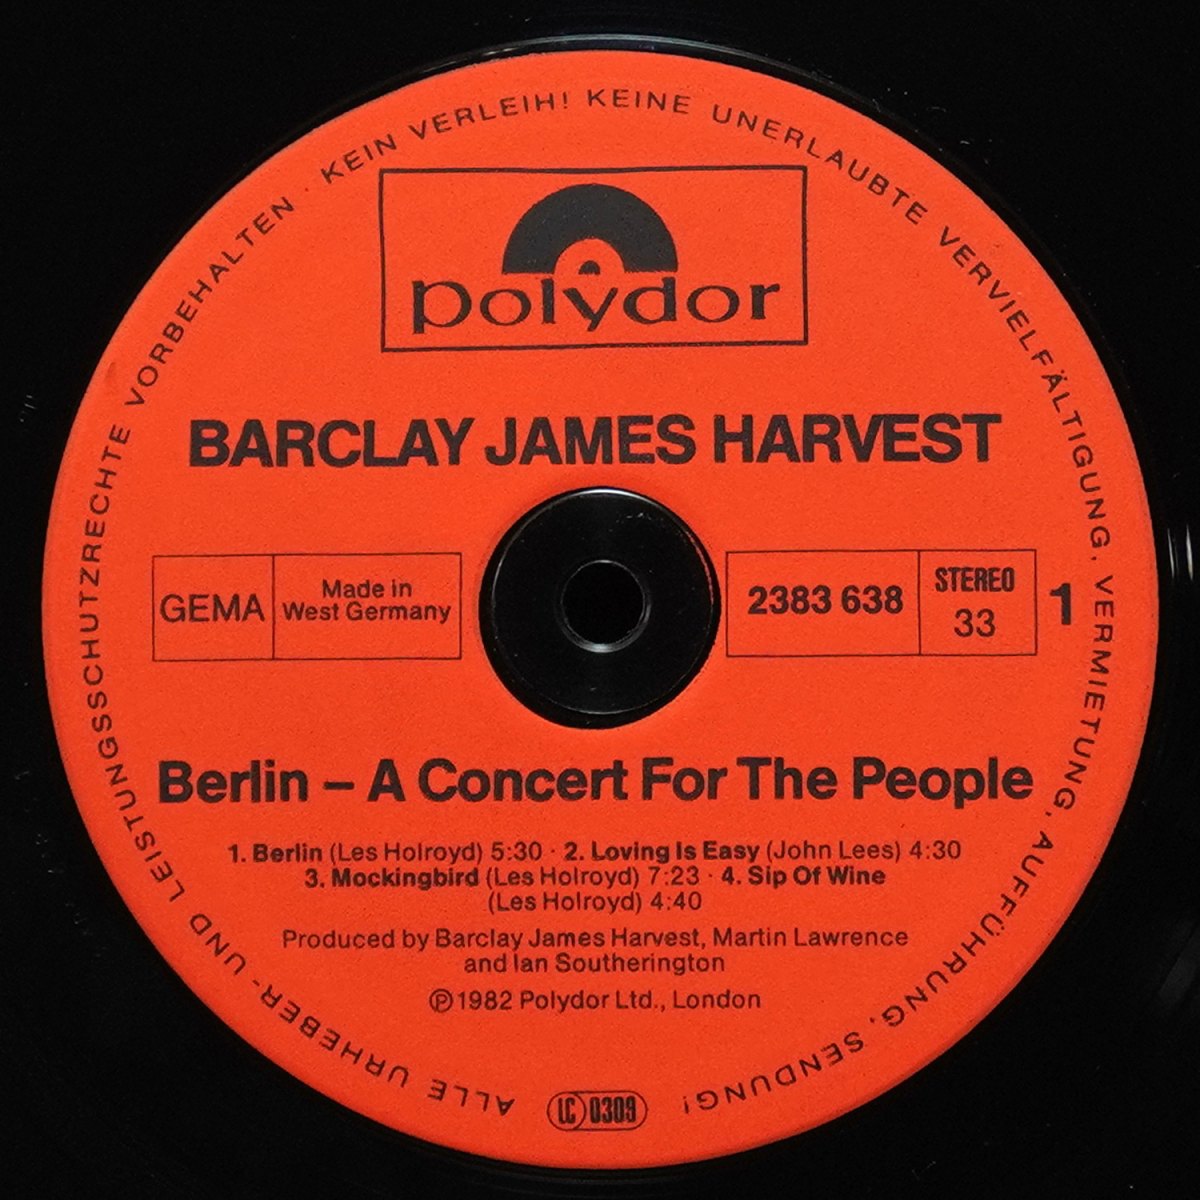 ALLE URHEBER- UND LEISTUNGSSCHUTZRECHTE VORBEHALTEN · KEIN VERLEIH! KEINE UNERLAUBTE VERVIELFÄLTIGUNG, VERMIETUNG, AUFFÜHRUNG, SENDUNG!
polydor
BARCLAY JAMES HARVEST
GEMA
Made in
West Germany
2383 638
STEREO
33
1
Berlin – A Concert For The People
1. Berlin (Les Holroyd) 5:30 · 2. Loving Is Easy (John Lees) 4:30
3. Mockingbird (Les Holroyd) 7:23 · 4. Sip Of Wine
(Les Holroyd) 4:40
Produced by Barclay James Harvest, Martin Lawrence
and Ian Southerington
℗ 1982 Polydor Ltd., London
LC 0309